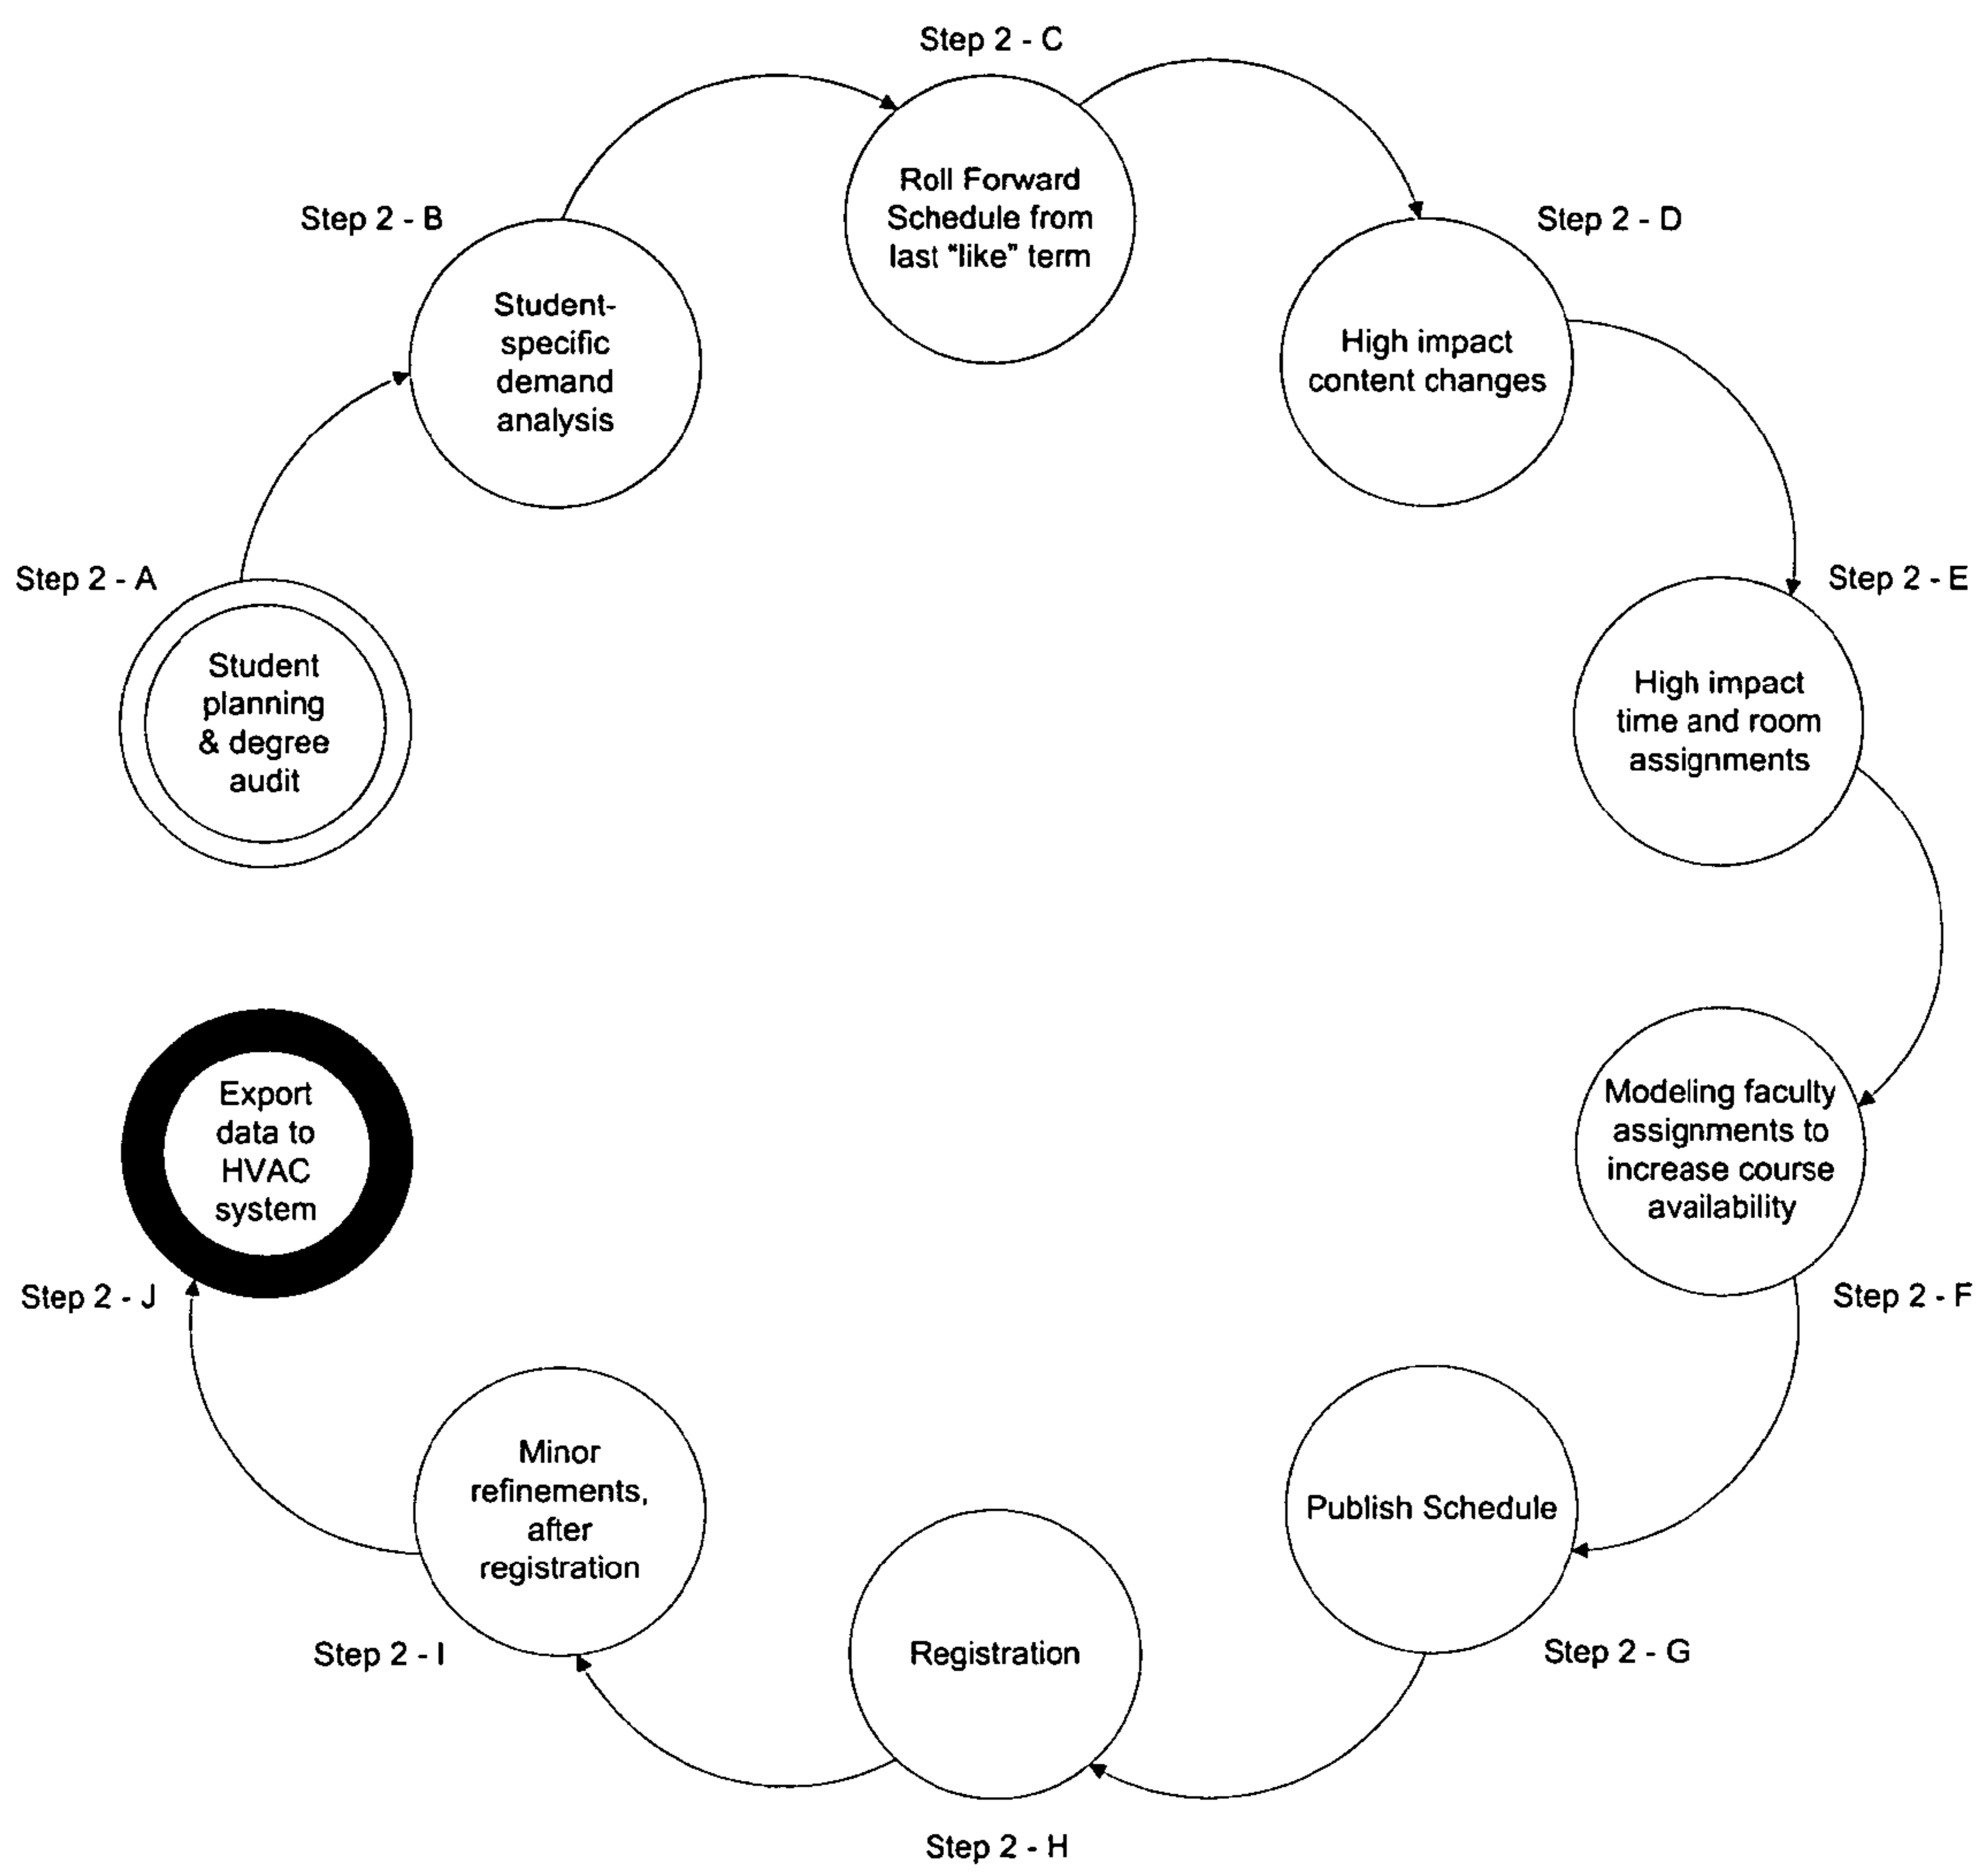 Step 2 - A
Student
planning
& degree
audit
Step 2 - B
Student-
specific
demand
analysis
Step 2 - C
Roll Forward
Schedule from
last “like” term
Step 2 - D
High impact
content changes
Step 2 - E
High impact
time and room
assignments
Modeling faculty
assignments to
increase course
availability
Step 2 - F
Publish Schedule
Step 2 - G
Registration
Step 2 - H
Minor
refinements,
after
registration
Step 2 - I
Export
data to
HVAC
system
Step 2 - J